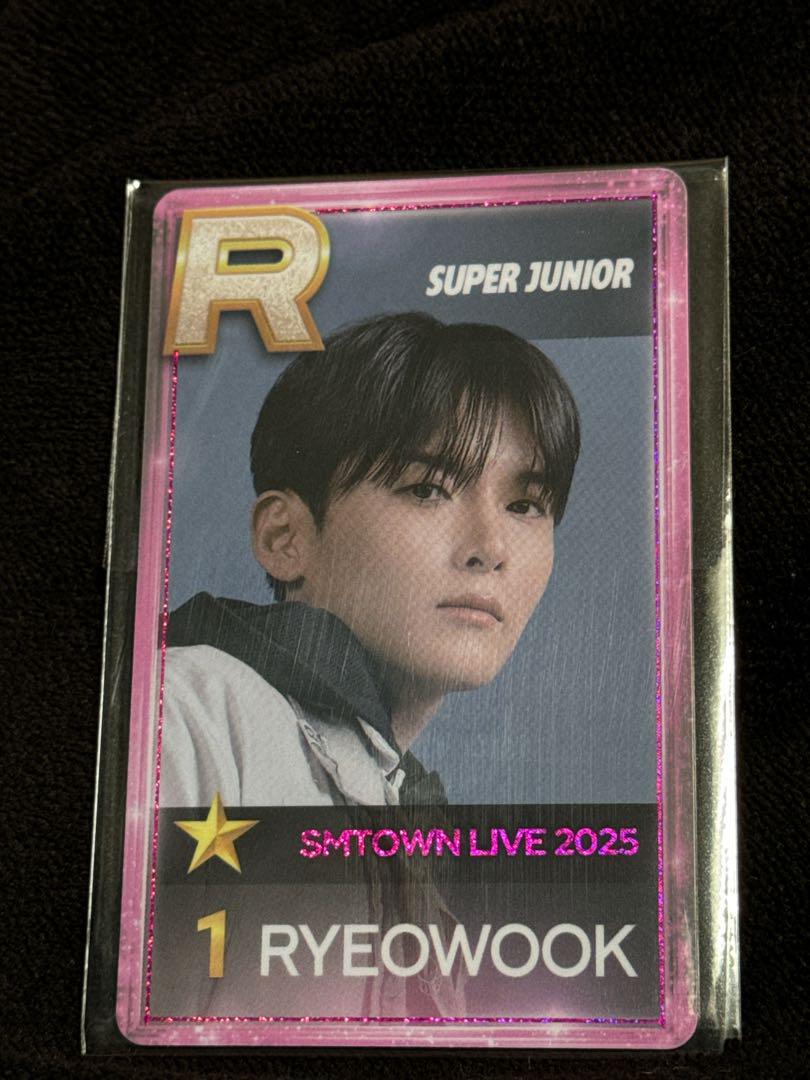 R
SUPER JUNIOR
SMTOWN LIVE 2025
1 RYEOWOOK